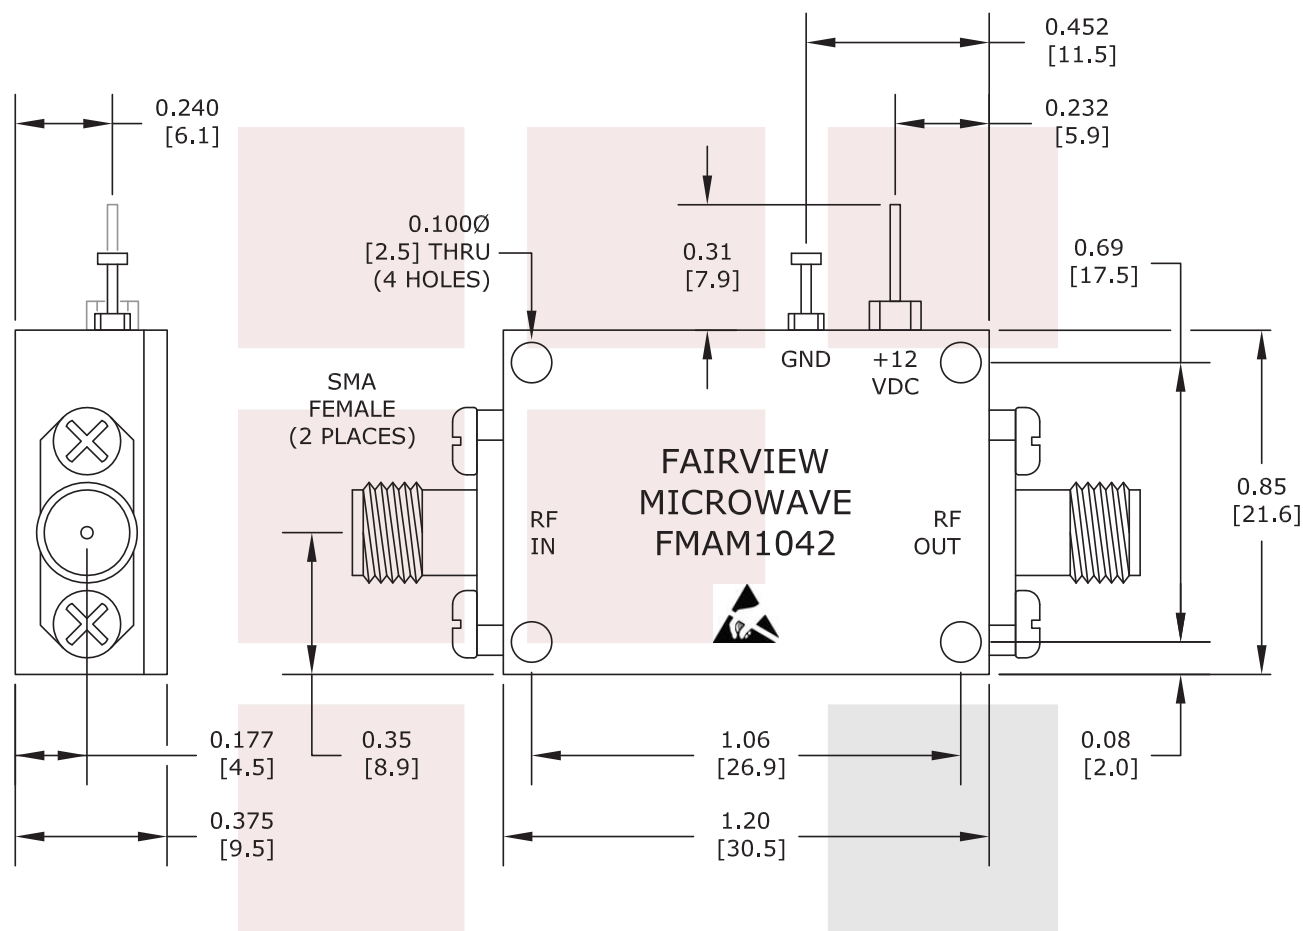 0.452
[11.5]
0.240
[6.1]
0.232
[5.9]
0.100Ø
[2.5] THRU
(4 HOLES)
0.31
[7.9]
0.69
[17.5]
GND
+12
VDC
SMA
FEMALE
(2 PLACES)
FAIRVIEW
MICROWAVE
FMAM1042
RF
IN
RF
OUT
0.85
[21.6]
0.177
[4.5]
0.35
[8.9]
1.06
[26.9]
0.08
[2.0]
0.375
[9.5]
1.20
[30.5]